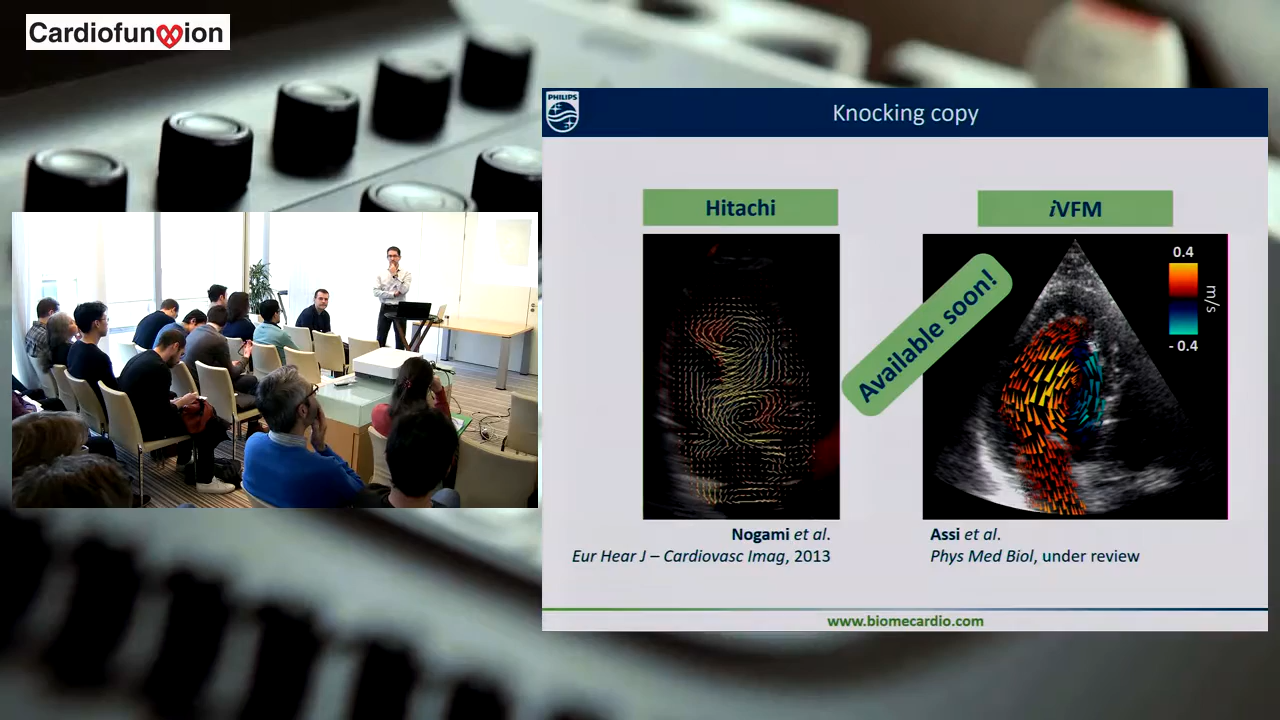 Cardiofunxion
PHILIPS
Knocking copy
Hitachi
iVFM
Available soon!
0.4
m/s
- 0.4
Nogami et al.
Eur Hear J – Cardiovasc Imag, 2013
Assi et al.
Phys Med Biol, under review
www.biomecardio.com